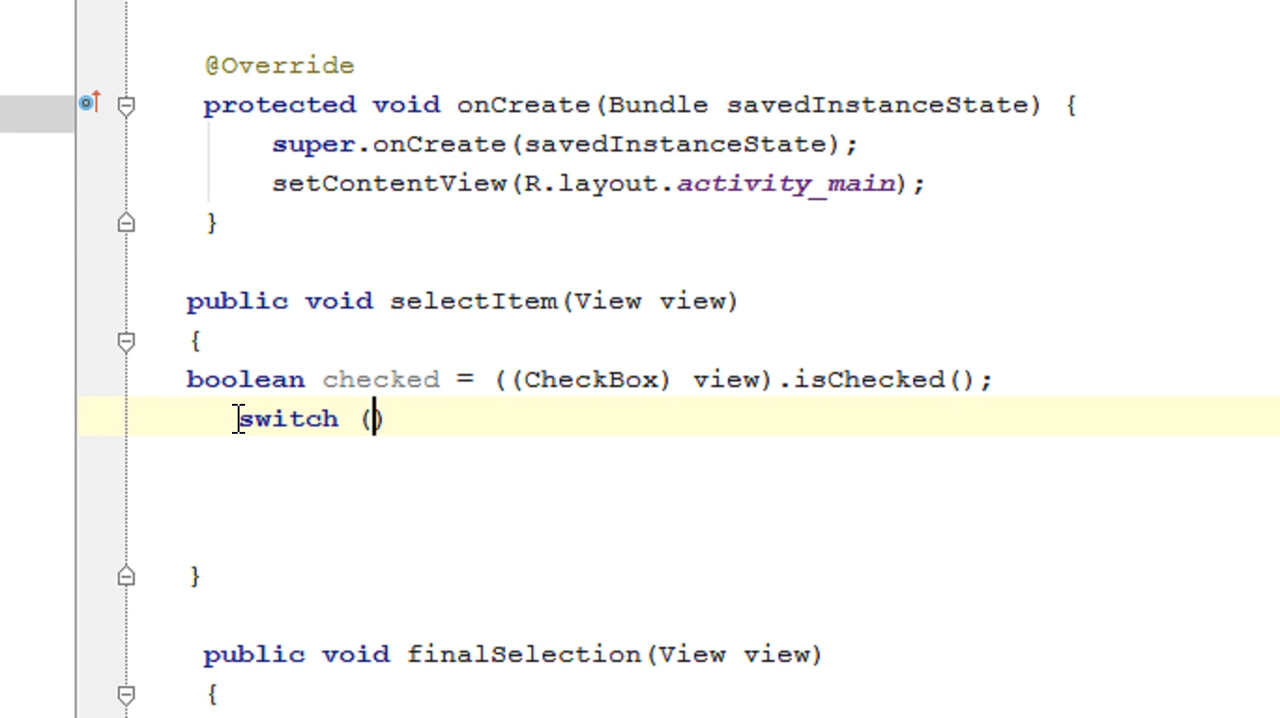 @Override
protected void onCreate(Bundle savedInstanceState) {
super.onCreate(savedInstanceState);
setContentView(R.layout.activity_main);
}
public void selectItem(View view)
{
boolean checked = ((CheckBox) view).isChecked();
switch ()
}
public void finalSelection(View view)
{